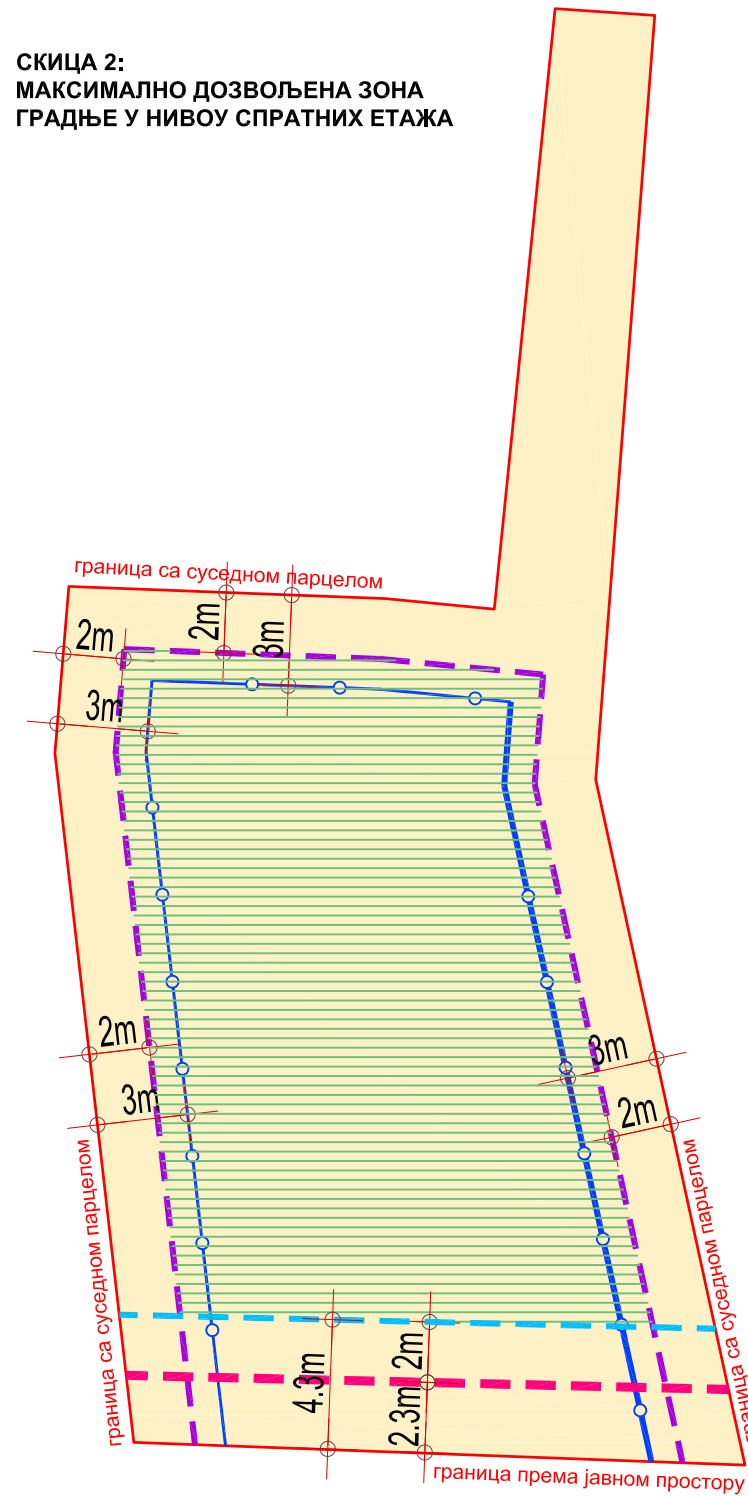 СКИЦА 2:
МАКСИМАЛНО ДОЗВОЉЕНА ЗОНА
ГРАДЊЕ У НИВОУ СПРАТНИХ ЕТАЖА
граница са суседном парцелом
2m
2m
3m
3m
2m
3m
3m
2m
граница са суседном парцелом
граница са суседном парцелом
4.3m
2m
2.3m
граница према јавном простору